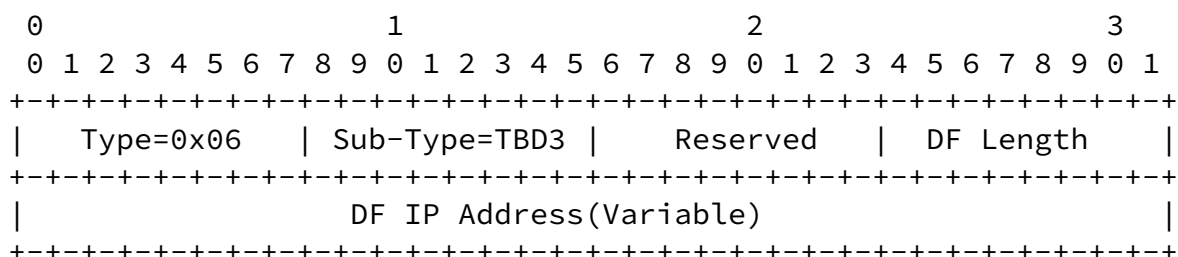 0                   1                   2                   3
 0 1 2 3 4 5 6 7 8 9 0 1 2 3 4 5 6 7 8 9 0 1 2 3 4 5 6 7 8 9 0 1
+-+-+-+-+-+-+-+-+-+-+-+-+-+-+-+-+-+-+-+-+-+-+-+-+-+-+-+-+-+-+-+-+
|   Type=0x06   | Sub-Type=TBD3 |    Reserved   |  DF Length    |
+-+-+-+-+-+-+-+-+-+-+-+-+-+-+-+-+-+-+-+-+-+-+-+-+-+-+-+-+-+-+-+-+
|                  DF IP Address(Variable)                      |
+-+-+-+-+-+-+-+-+-+-+-+-+-+-+-+-+-+-+-+-+-+-+-+-+-+-+-+-+-+-+-+-+